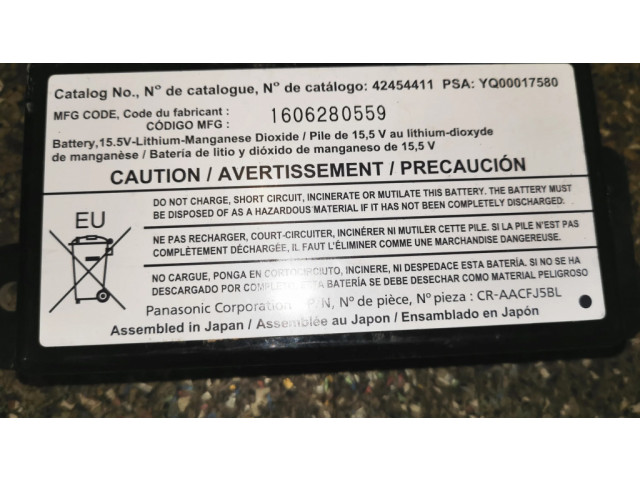 Catalog No., N° de catalogue, N° de catálogo: 42454411 PSA: YQ00017580
MFG CODE, Code du fabricant :
CÓDIGO MFG : 1606280559
Battery,15.5V-Lithium-Manganese Dioxide / Pile de 15,5 V au lithium-dioxyde
de manganèse / Batería de litio y dióxido de manganeso de 15,5 V
CAUTION / AVERTISSEMENT / PRECAUCIÓN
EU
DO NOT CHARGE, SHORT CIRCUIT, INCINERATE OR MUTILATE THIS BATTERY. THE BATTERY MUST
BE DISPOSED OF AS A HAZARDOUS MATERIAL IF IT HAS NOT BEEN COMPLETELY DISCHARGED.
NE PAS RECHARGER, COURT-CIRCUITER, INCINÉRER NI MUTILER CETTE PILE. SI LA PILE N'EST PAS
COMPLÈTEMENT DÉCHARGÉE, IL FAUT L'ÉLIMINER COMME UNE MARCHANDISE DANGEREUSE.
NO CARGUE, PONGA EN CORTOCIRCUITO, INCINERE, NI DESPEDACE ESTA BATERÍA. SI NO SE HA
DESCARGADO POR COMPLETO, ESTA BATERÍA SE DEBE DESECHAR COMO MATERIAL PELIGROSO
Panasonic Corporation P, N, N° de pièce, N° pieza : CR-AACFJ5BL
Assembled in Japan / Assemblée au Japon / Ensamblado en Japón